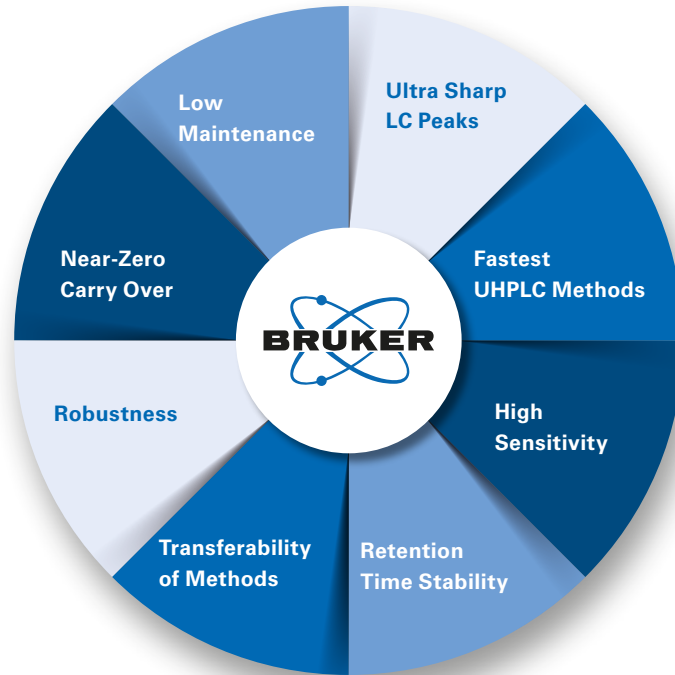 Low
Maintenance
Ultra Sharp
LC Peaks
Near-Zero
Carry Over
Fastest
UHPLC Methods
BRUKER
Robustness
High
Sensitivity
Transferability
of Methods
Retention
Time Stability